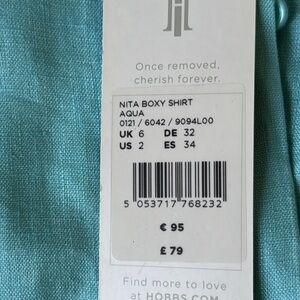 Once removed,
cherish forever.
NITA BOXY SHIRT
AQUA
0121 / 6042 / 9094L00
UK 6 DE 32
US 2 ES 34
5 053717 768232
€ 95
£ 79
Find more to love
at HOBBS.COM